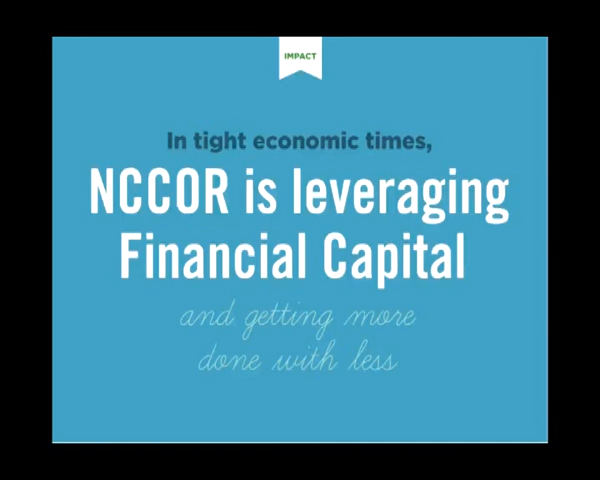 IMPACT
In tight economic times,
NCCOR is leveraging
Financial Capital
and getting more
done with less